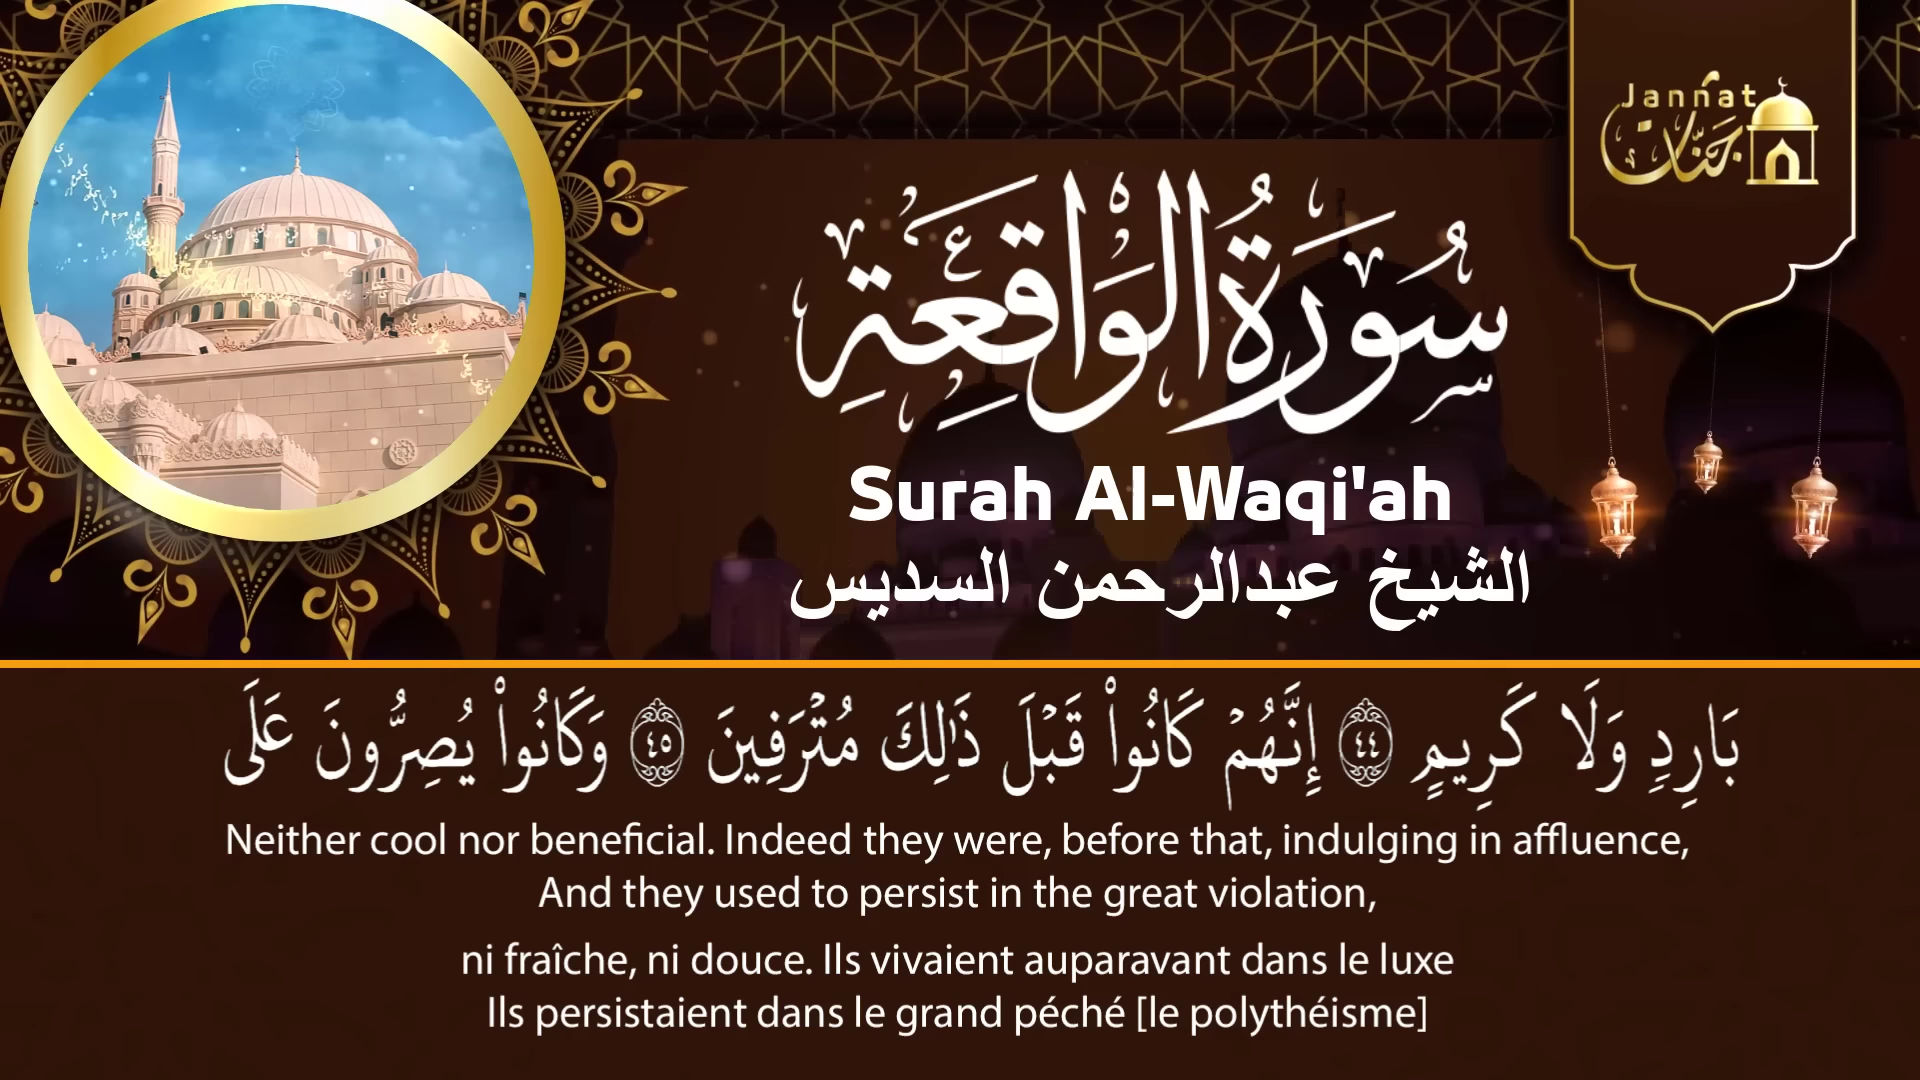 Jannat
جنات
سُورَةُ الْوَاقِعَةِ
Surah Al-Waqi'ah
الشيخ عبدالرحمن السديس
بَارِدٍ وَلَا كَرِيمٍ ٤٤ إِنَّهُمْ كَانُوا۟ قَبْلَ ذَٰلِكَ مُتْرَفِينَ ٤٥ وَكَانُوا۟ يُصِرُّونَ عَلَى
Neither cool nor beneficial. Indeed they were, before that, indulging in affluence,
And they used to persist in the great violation,
ni fraîche, ni douce. Ils vivaient auparavant dans le luxe
Ils persistaient dans le grand péché [le polythéisme]